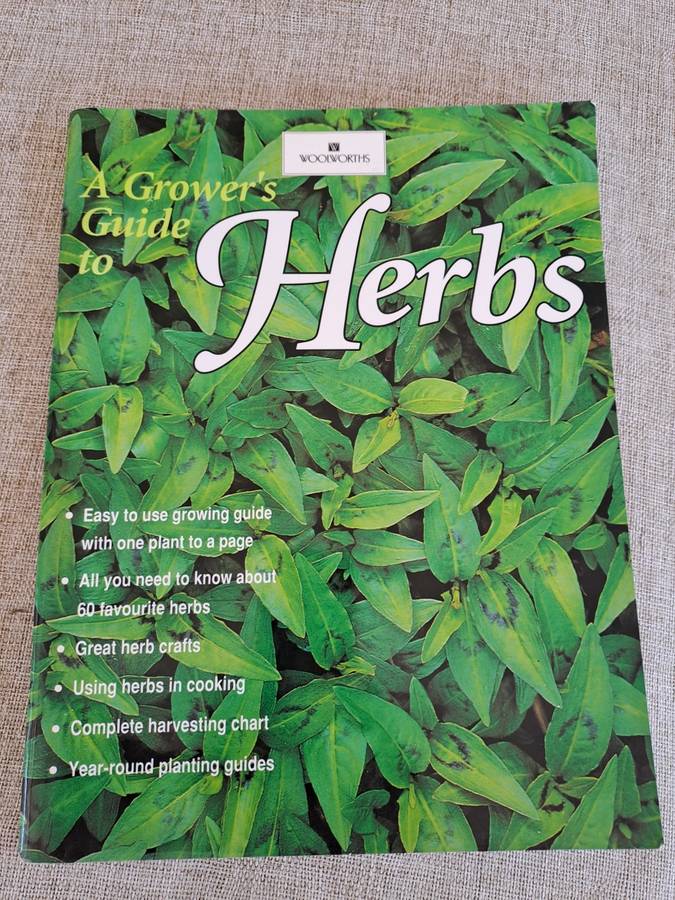 WOOLWORTHS
A Grower's
Guide
to
Herbs
• Easy to use growing guide
with one plant to a page
• All you need to know about
60 favourite herbs
• Great herb crafts
• Using herbs in cooking
• Complete harvesting chart
• Year-round planting guides